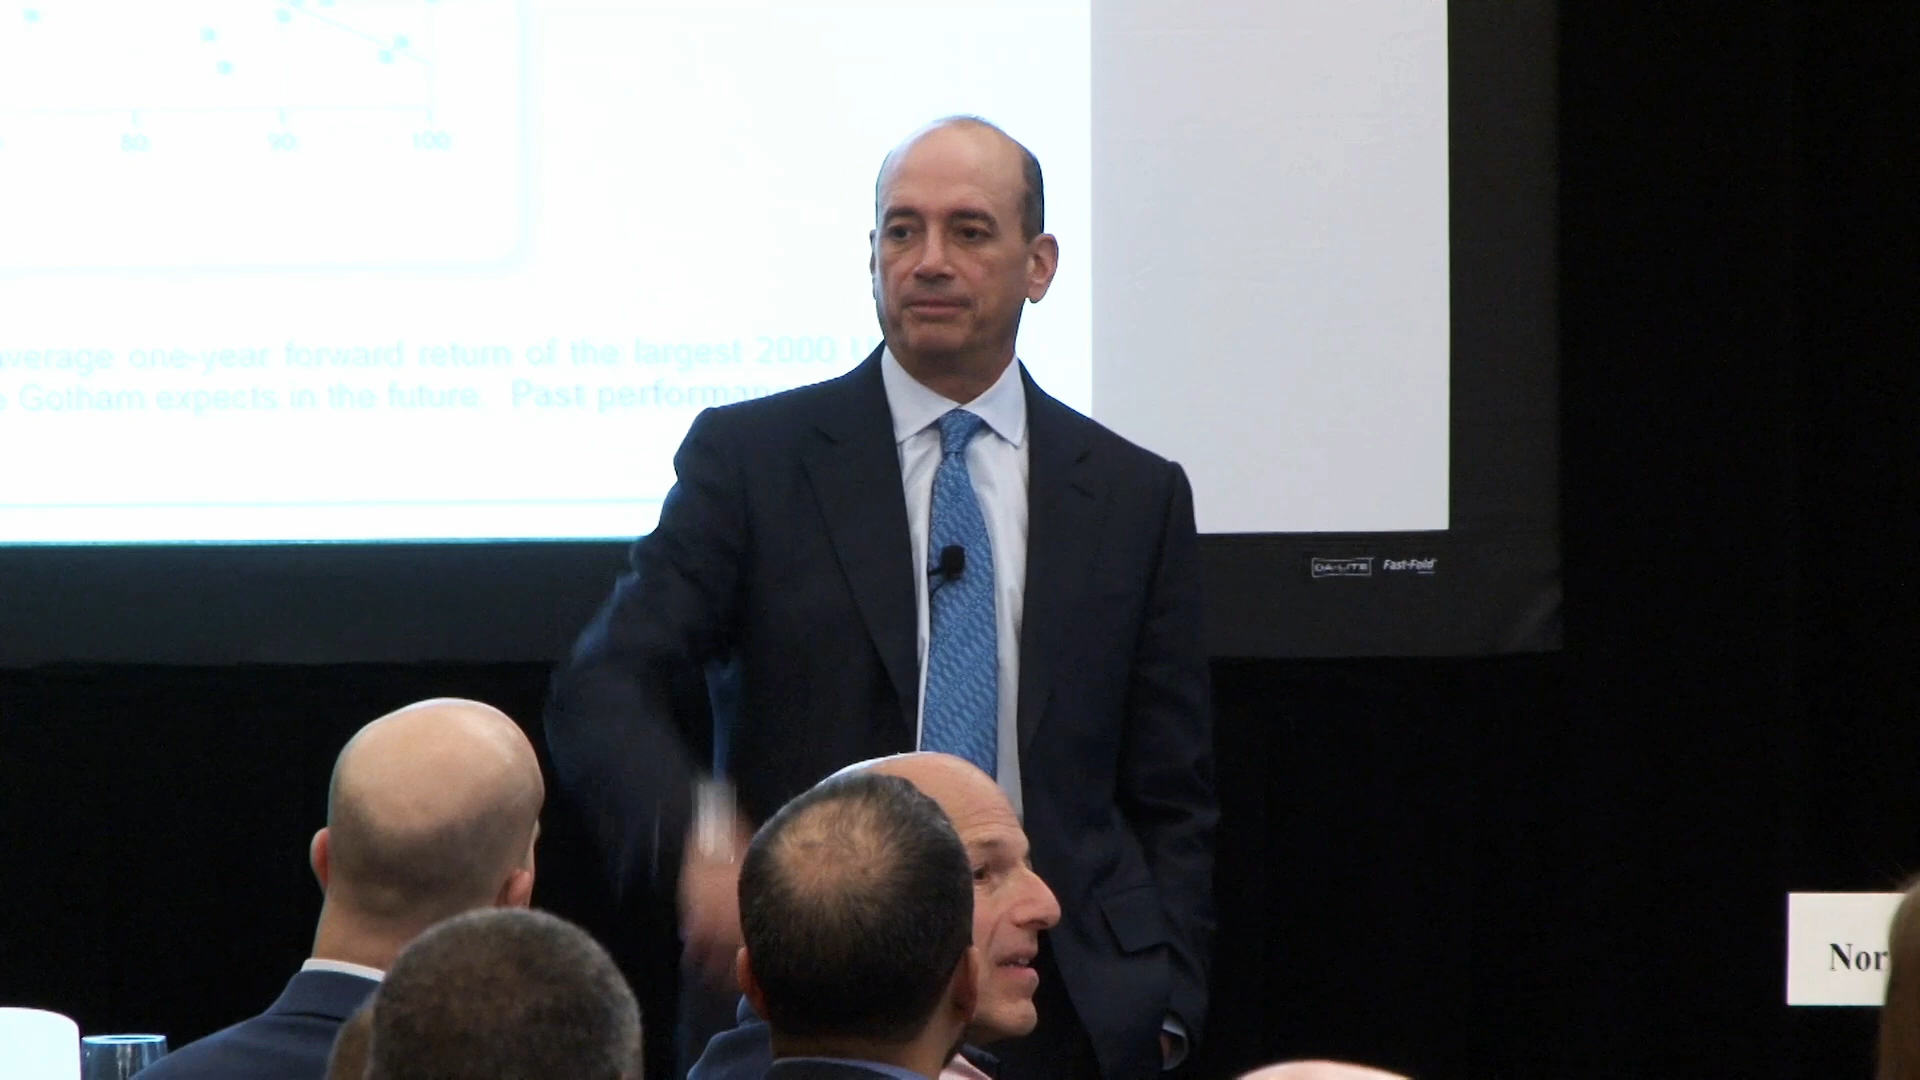 80 90 100
average one-year forward return of the largest 2000
Gotham expects in the future. Past
DA-LITE Fast-Fold
Nor